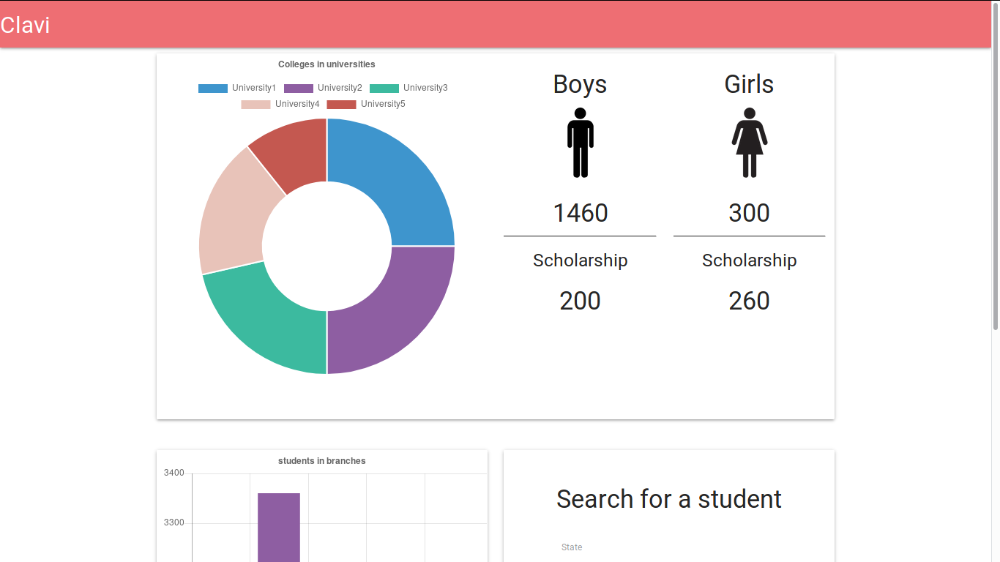 Clavi
Colleges in universities
University1 University2 University3
University4 University5
Boys
1460
Scholarship
200
Girls
300
Scholarship
260
students in branches
3400
3300
Search for a student
State